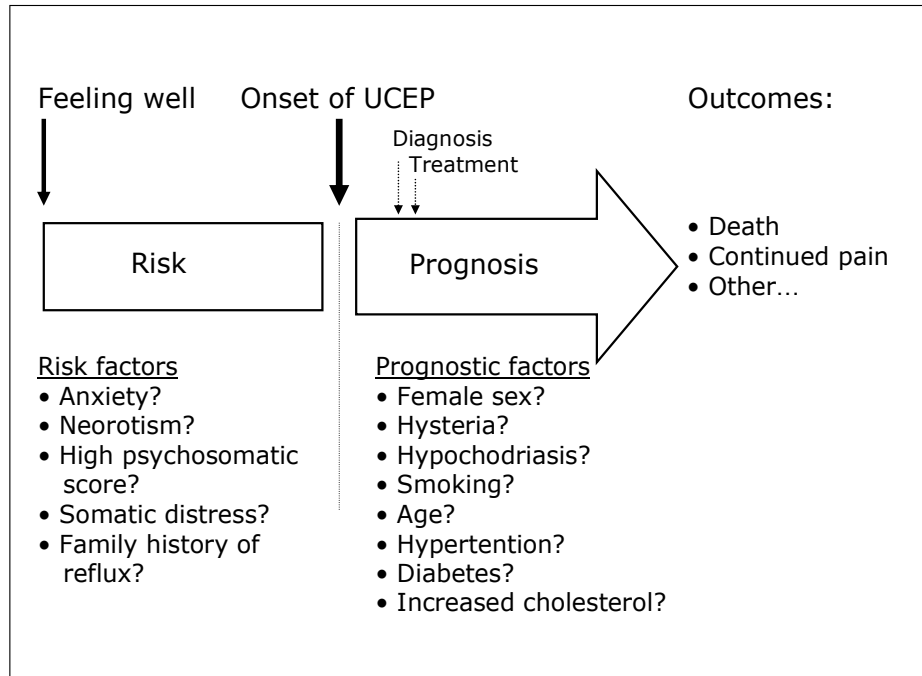 Feeling well
Onset of UCEP
Outcomes:
Diagnosis
Treatment
Risk
Prognosis
• Death
• Continued pain
• Other…
Risk factors
• Anxiety?
• Neorotism?
• High psychosomatic
score?
• Somatic distress?
• Family history of
reflux?
Prognostic factors
• Female sex?
• Hysteria?
• Hypochodriasis?
• Smoking?
• Age?
• Hypertention?
• Diabetes?
• Increased cholesterol?